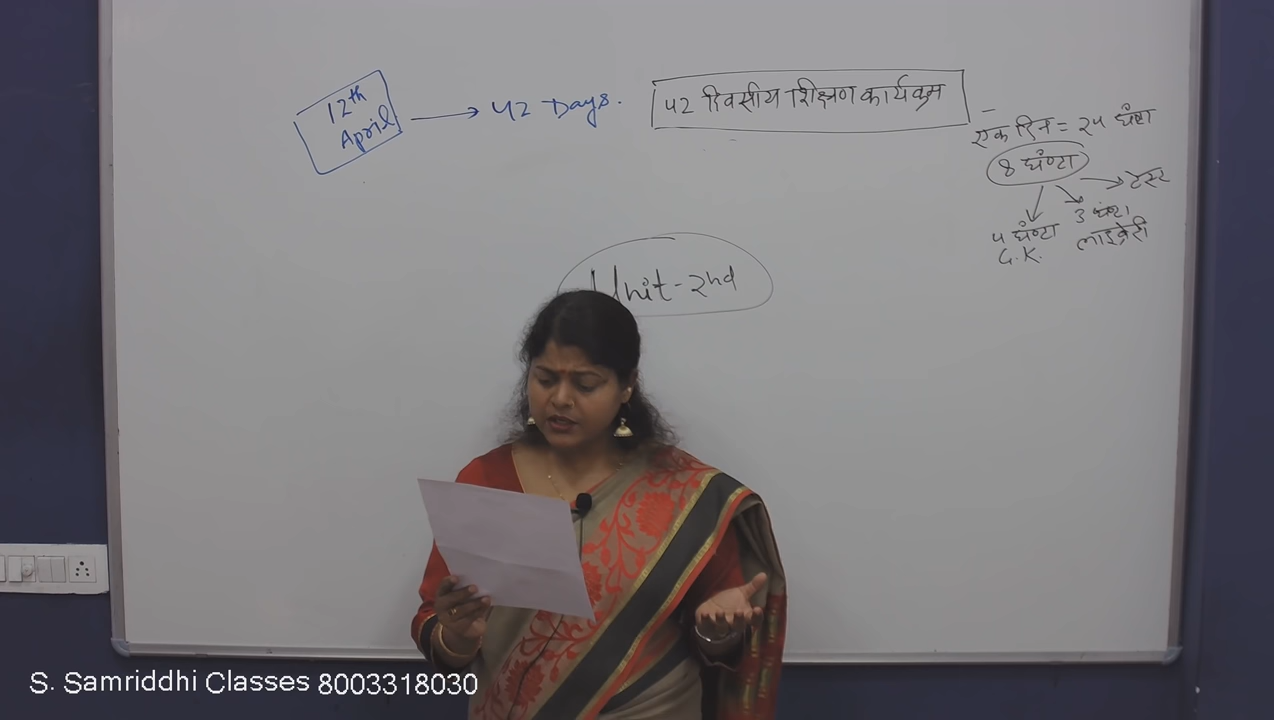 12th April → 42 Days.
42 दिवसीय शिक्षण कार्यक्रम
एक दिन = 24 घंटा
8 घंण्टा
4 घंण्टा G.K.
3 घंटा लाइब्रेरी
टेस्ट
Unit-2nd
S. Samriddhi Classes 8003318030